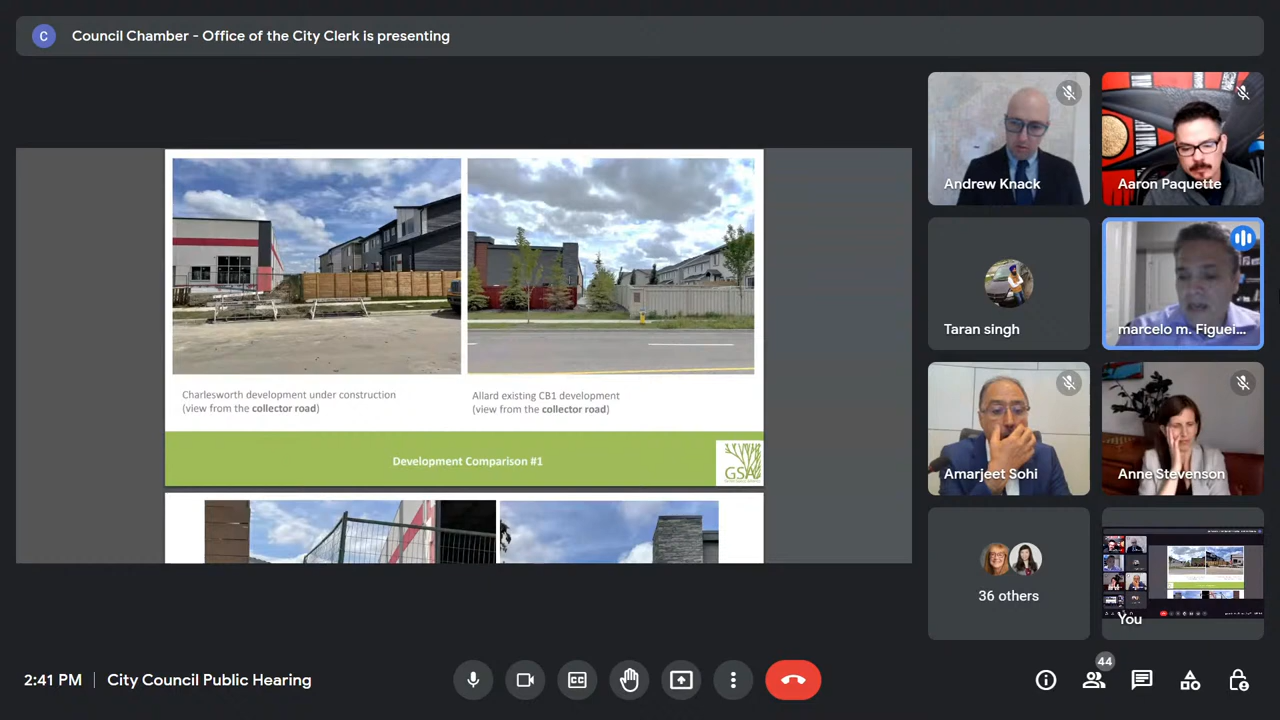 C
Council Chamber - Office of the City Clerk is presenting
Andrew Knack
Aaron Paquette
Taran singh
marcelo m. Figuei...
Charlesworth development under construction
(view from the collector road)
Allard existing CB1 development
(view from the collector road)
Development Comparison #1
GSA
Amarjeet Sohi
Anne Stevenson
36 others
You
2:41 PM
City Council Public Hearing
44